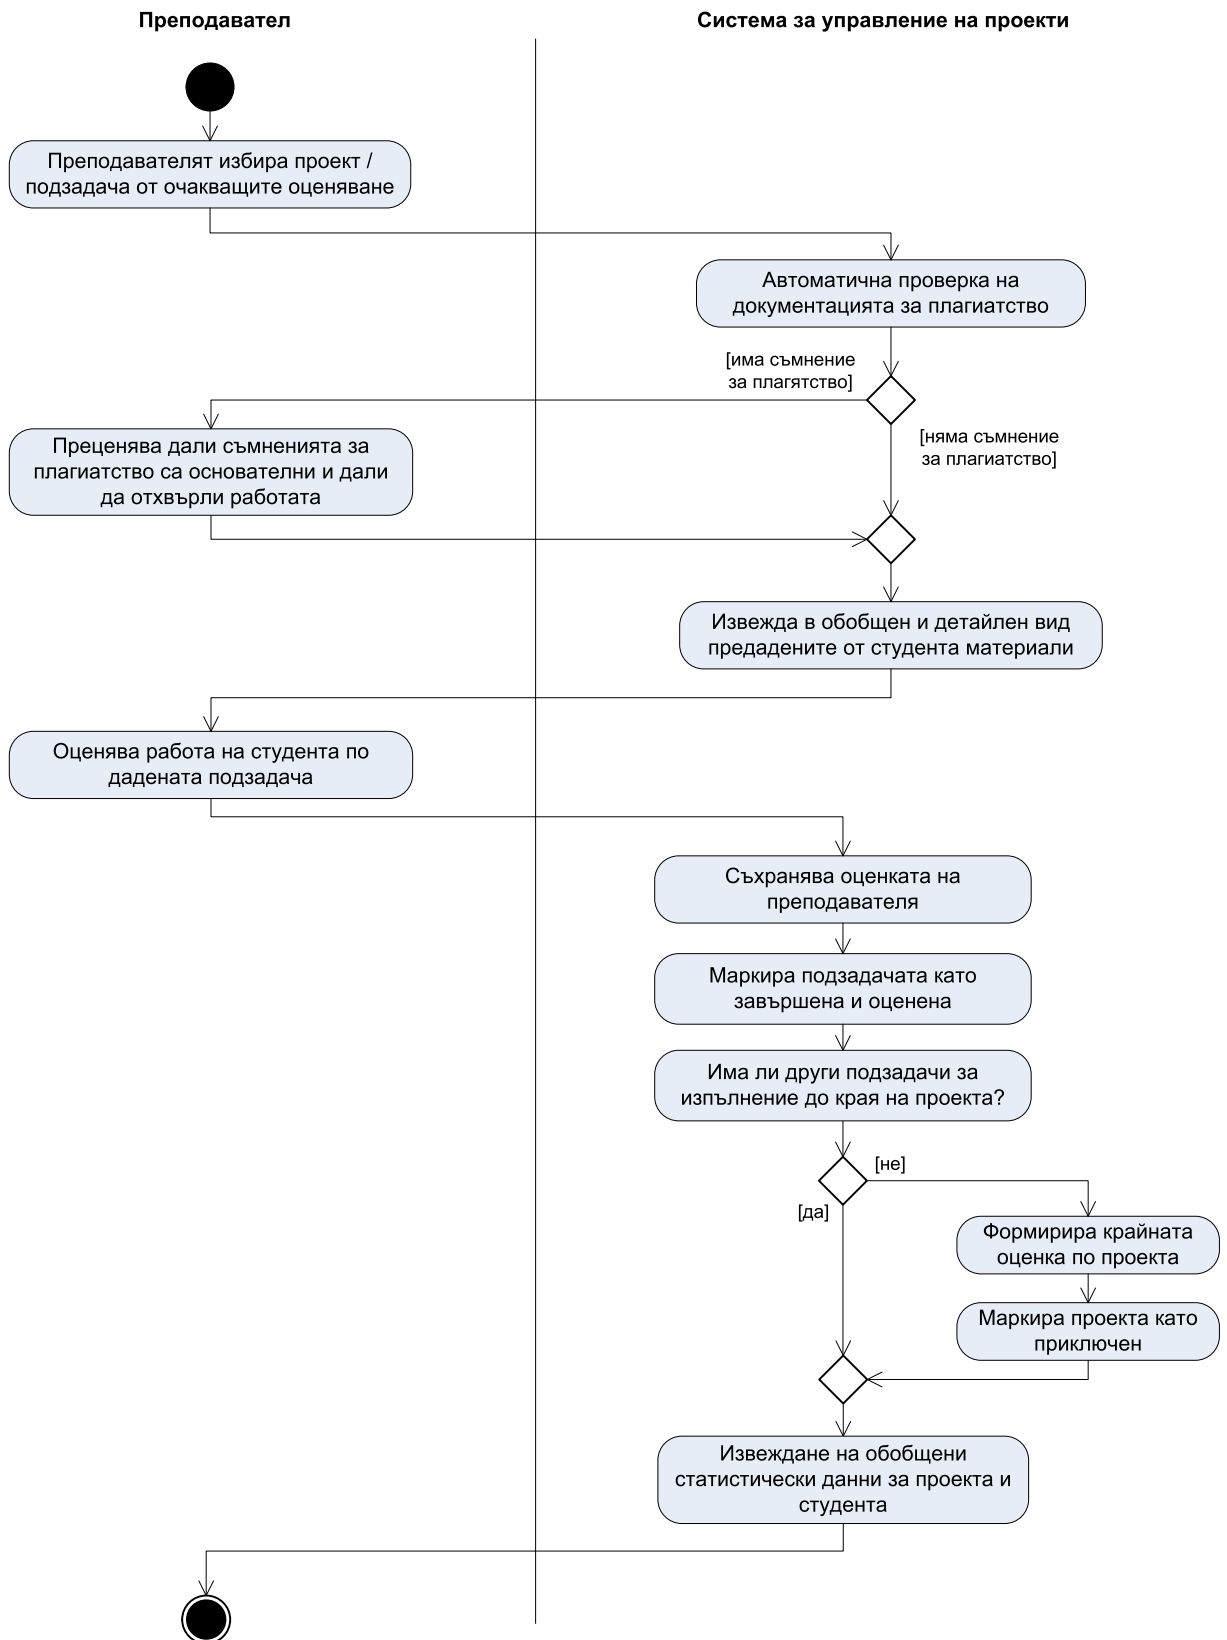 Преподавател
Система за управление на проекти
Преподавателят избира проект /
подзадача от очакващите оценяване
Автоматична проверка на
документацията за плагиатство
[има съмнение
за плагятство]
[няма съмнение
за плагиатство]
Преценява дали съмненията за
плагиатство са основателни и дали
да отхвърли работата
Извежда в обобщен и детайлен вид
предадените от студента материали
Оценява работа на студента по
дадената подзадача
Съхранява оценката на
преподавателя
Маркира подзадачата като
завършена и оценена
Има ли други подзадачи за
изпълнение до края на проекта?
[не]
[да]
Формирира крайната
оценка по проекта
Маркира проекта като
приключен
Извеждане на обобщени
статистически данни за проекта и
студента